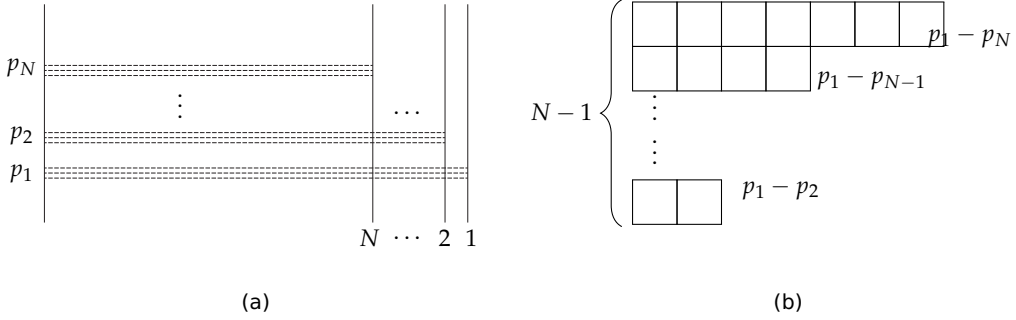 p_N
⋮
⋯
p_2
p_1
N ⋯ 2 1
(a)
p_1 − p_N
p_1 − p_{N−1}
N − 1
⋮
⋮
p_1 − p_2
(b)